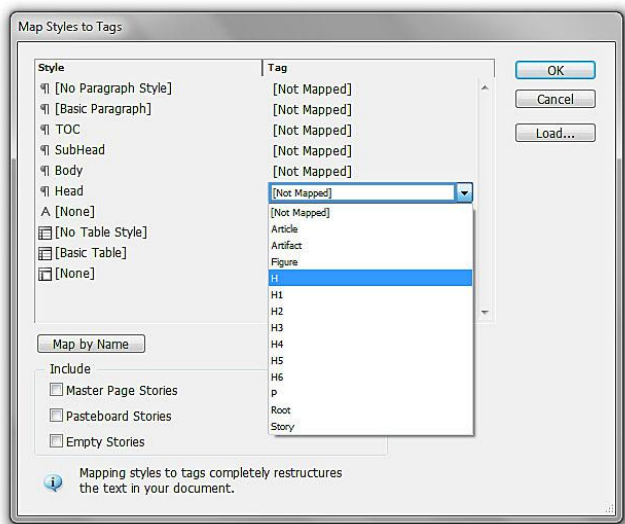 Map Styles to Tags
Style Tag
¶ [No Paragraph Style] [Not Mapped]
¶ [Basic Paragraph] [Not Mapped]
¶ TOC [Not Mapped]
¶ SubHead [Not Mapped]
¶ Body [Not Mapped]
¶ Head [Not Mapped]
A [None] [Not Mapped]
[No Table Style] Article
Artifact
[Basic Table] Figure
[None] H
H1
H2
H3
H4
H5
H6
P
Root
Story
OK
Cancel
Load...
Map by Name
Include
Master Page Stories
Pasteboard Stories
Empty Stories
Mapping styles to tags completely restructures
the text in your document.